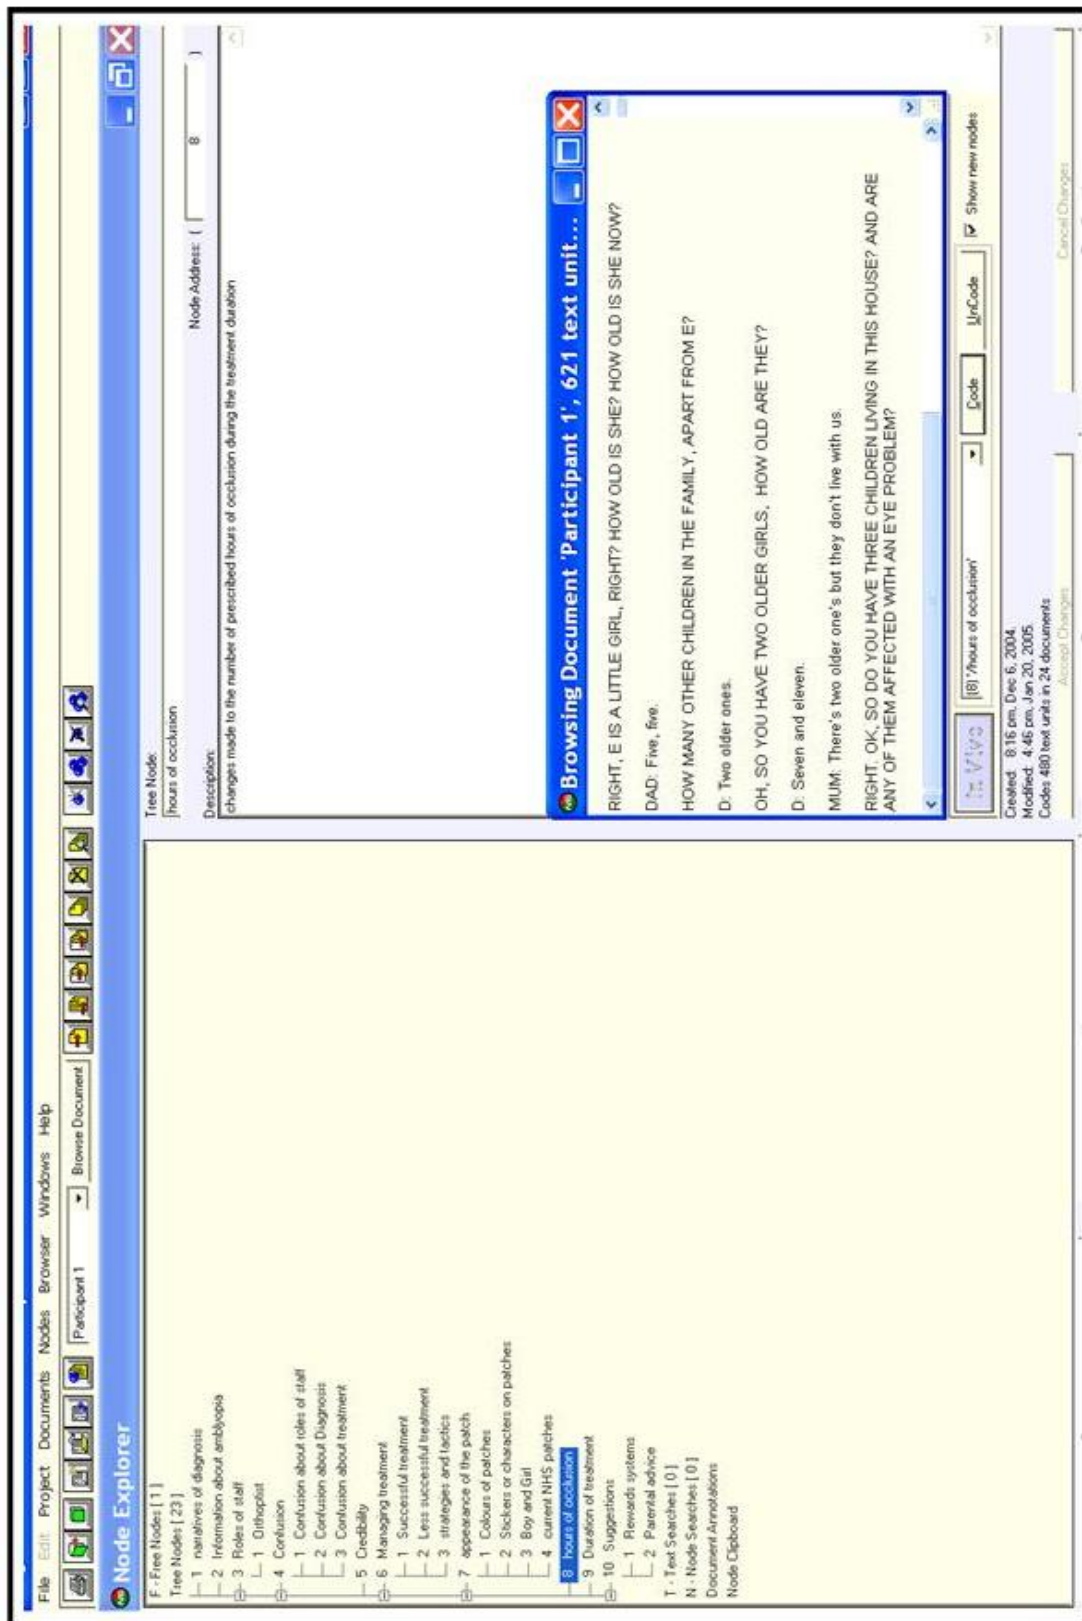 File Edit Project Documents Nodes Browser Windows Help
Participant 1 Browse Document
Node Explorer
F - Free Nodes [ 1 ]
Tree Nodes [ 23 ]
1 narratives of diagnosis
2 Information about amblyopia
3 Roles of staff
1 Orthoptist
4 Confusion
1 Confusion about roles of staff
2 Confusion about Diagnosis
3 Confusion about treatment
5 Credibility
6 Managing treatment
1 Successful treatment
2 Less successful treatment
3 strategies and tactics
7 appearance of the patch
1 Colours of patches
2 Stickers or characters on patches
3 Boy and Girl
4 current NHS patches
8 hours of occlusion
9 Duration of treatment
10 Suggestions
1 Rewards systems
2 Parental advice
T - Text Searches [ 0 ]
N - Node Searches [ 0 ]
Document Annotations
Node Clipboard
Tree Node:
hours of occlusion
Node Address: ( 8 )
Description:
changes made to the number of prescribed hours of occlusion during the treatment duration
Browsing Document 'Participant 1', 621 text unit...
RIGHT, E IS A LITTLE GIRL, RIGHT? HOW OLD IS SHE? HOW OLD IS SHE NOW?
DAD: Five, five.
HOW MANY OTHER CHILDREN IN THE FAMILY, APART FROM E?
D: Two older ones.
OH, SO YOU HAVE TWO OLDER GIRLS, HOW OLD ARE THEY?
D: Seven and eleven.
MUM: There's two older one's but they don't live with us.
RIGHT. OK, SO DO YOU HAVE THREE CHILDREN LIVING IN THIS HOUSE? AND ARE
ANY OF THEM AFFECTED WITH AN EYE PROBLEM?
In Vivo (8) "/hours of occlusion' Code UnCode Show new nodes
Created: 8:16 pm, Dec 6, 2004.
Modified: 4:46 pm, Jan 20, 2005.
Codes 480 text units in 24 documents
Accept Changes Cancel Changes